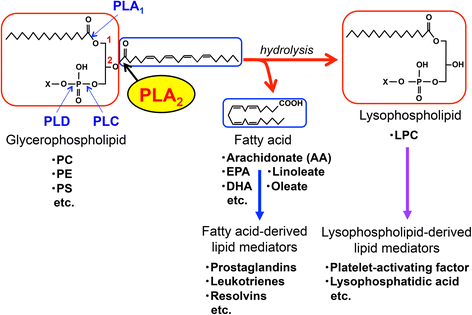 PLA1
O
O
1
2
O
O
OH
X
O
P
O
O
PLA2
PLD
PLC
Glycerophospholipid
・PC
・PE
・PS
etc.
hydrolysis
COOH
Fatty acid
・Arachidonate (AA)
・EPA ・Linoleate
・DHA ・Oleate
etc.
Fatty acid-derived
lipid mediators
・Prostaglandins
・Leukotrienes
・Resolvins
etc.
O
O
OH
OH
X
O
P
O
O
Lysophospholipid
・LPC
Lysophospholipid-derived
lipid mediators
・Platelet-activating factor
・Lysophosphatidic acid
etc.